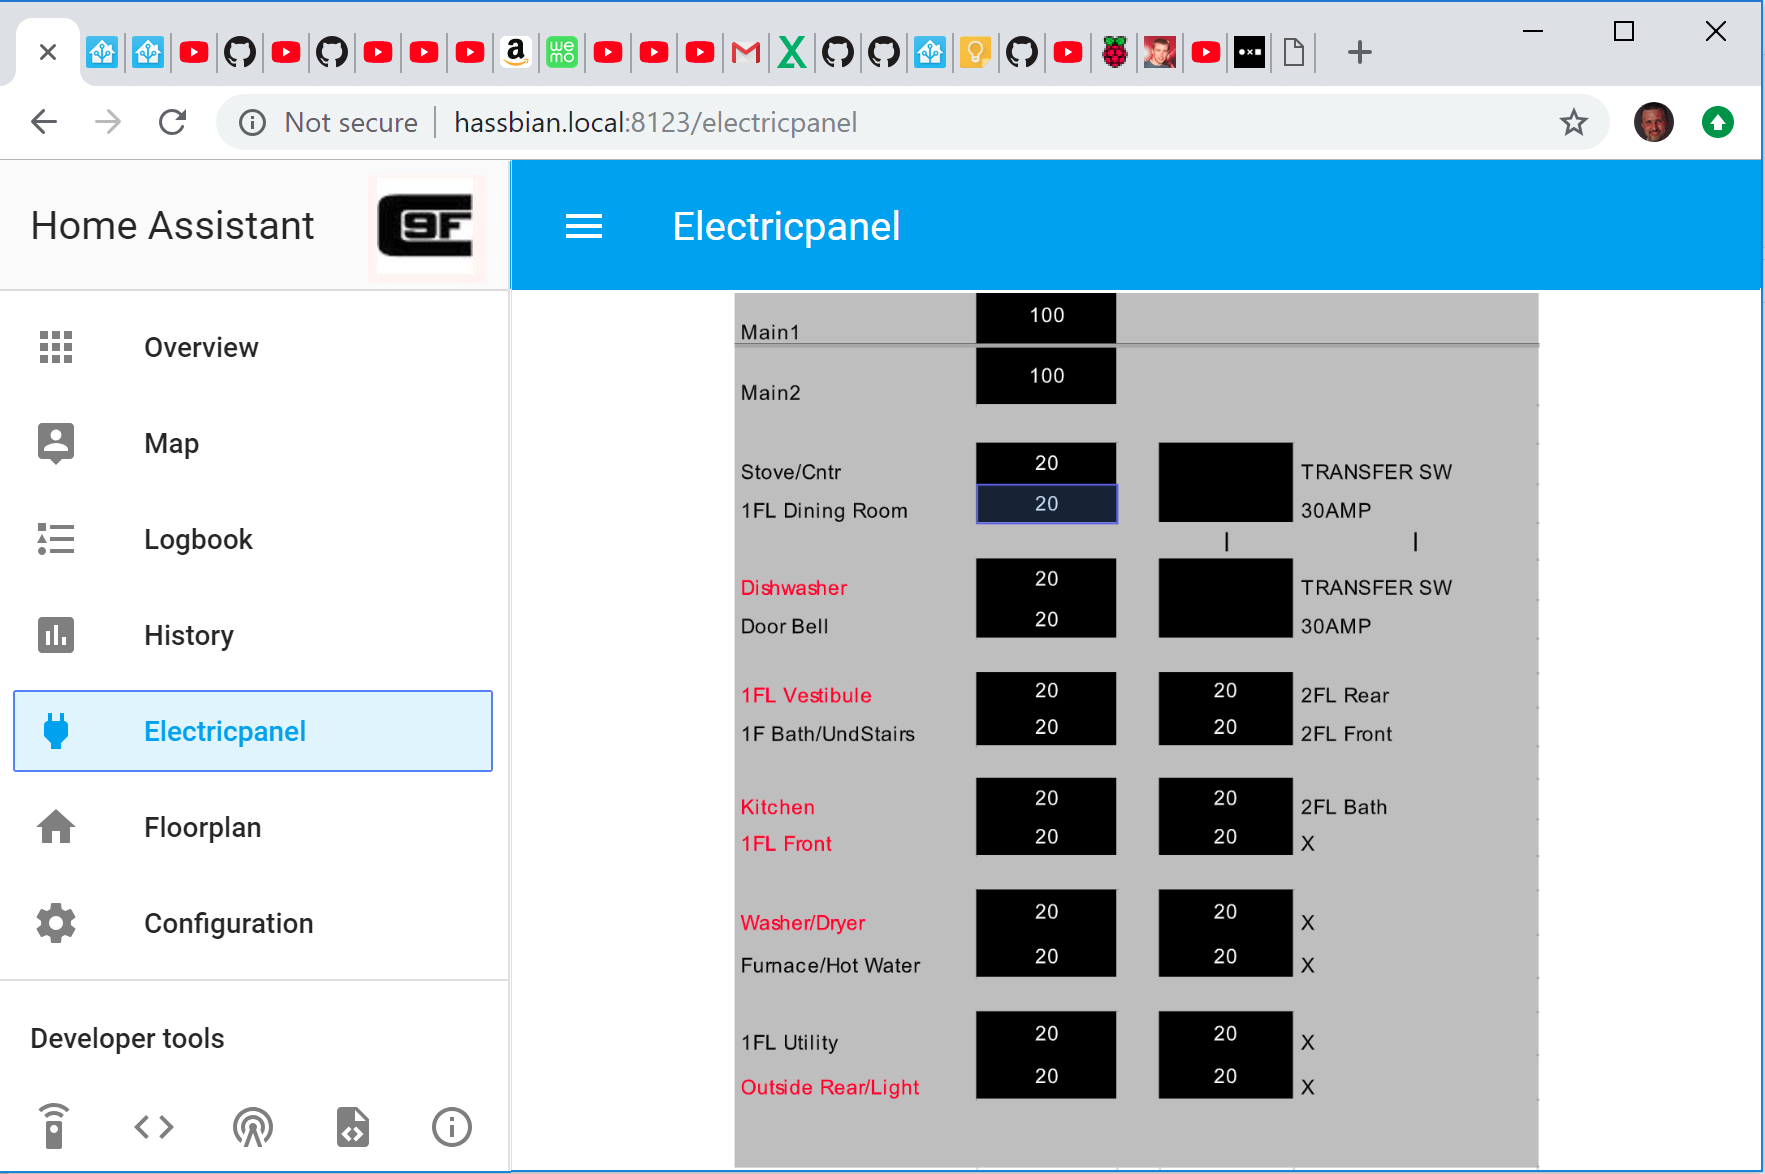 a
we
mo
Not secure | hassbian.local:8123/electricpanel
Home Assistant
C9F
Electricpanel
Overview
Map
Logbook
History
Electricpanel
Floorplan
Configuration
Developer tools
Main1 100
Main2 100
Stove/Cntr 20 TRANSFER SW
1FL Dining Room 20 30AMP
| |
Dishwasher 20 TRANSFER SW
Door Bell 20 30AMP
1FL Vestibule 20 20 2FL Rear
1F Bath/UndStairs 20 20 2FL Front
Kitchen 20 20 2FL Bath
1FL Front 20 20 X
Washer/Dryer 20 20 X
Furnace/Hot Water 20 20 X
1FL Utility 20 20 X
Outside Rear/Light 20 20 X